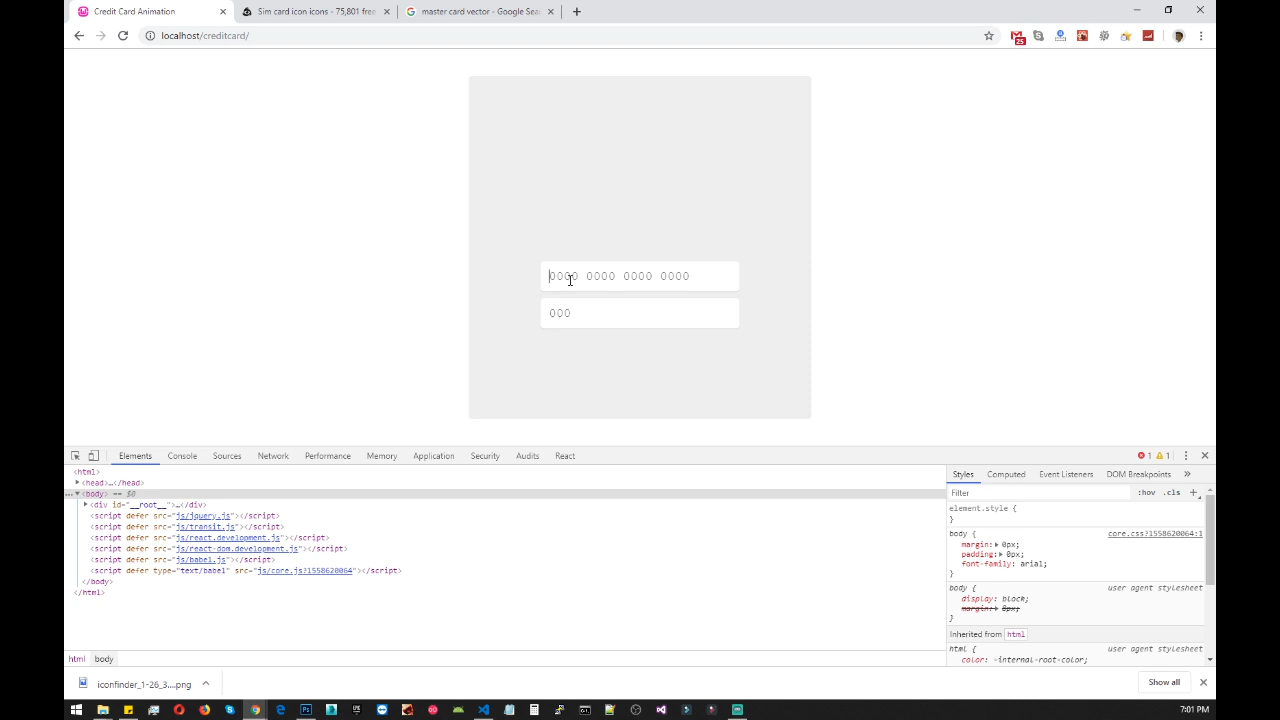 Credit Card Animation
Sim card icon icons - 75,801 free
master card vector - Google Sear
localhost/creditcard/
25
0000 0000 0000 0000
000
Elements Console Sources Network Performance Memory Application Security Audits React
1 1
<html>
<head>…</head>
<body> == $0
<div id="__root__">…</div>
<script defer src="js/jquery.js"></script>
<script defer src="js/transit.js"></script>
<script defer src="js/react.development.js"></script>
<script defer src="js/react-dom.development.js"></script>
<script defer src="js/babel.js"></script>
<script defer type="text/babel" src="js/core.js?1558620064"></script>
</body>
</html>
html body
Styles Computed Event Listeners DOM Breakpoints »
Filter :hov .cls +
element.style {
}
body { core.css?1558620064:1
margin: 0px;
padding: 0px;
font-family: arial;
}
body { user agent stylesheet
display: block;
margin: 8px;
}
Inherited from html
html { user agent stylesheet
color: -internal-root-color;
iconfinder_1-26_3....png
Show all
7:01 PM